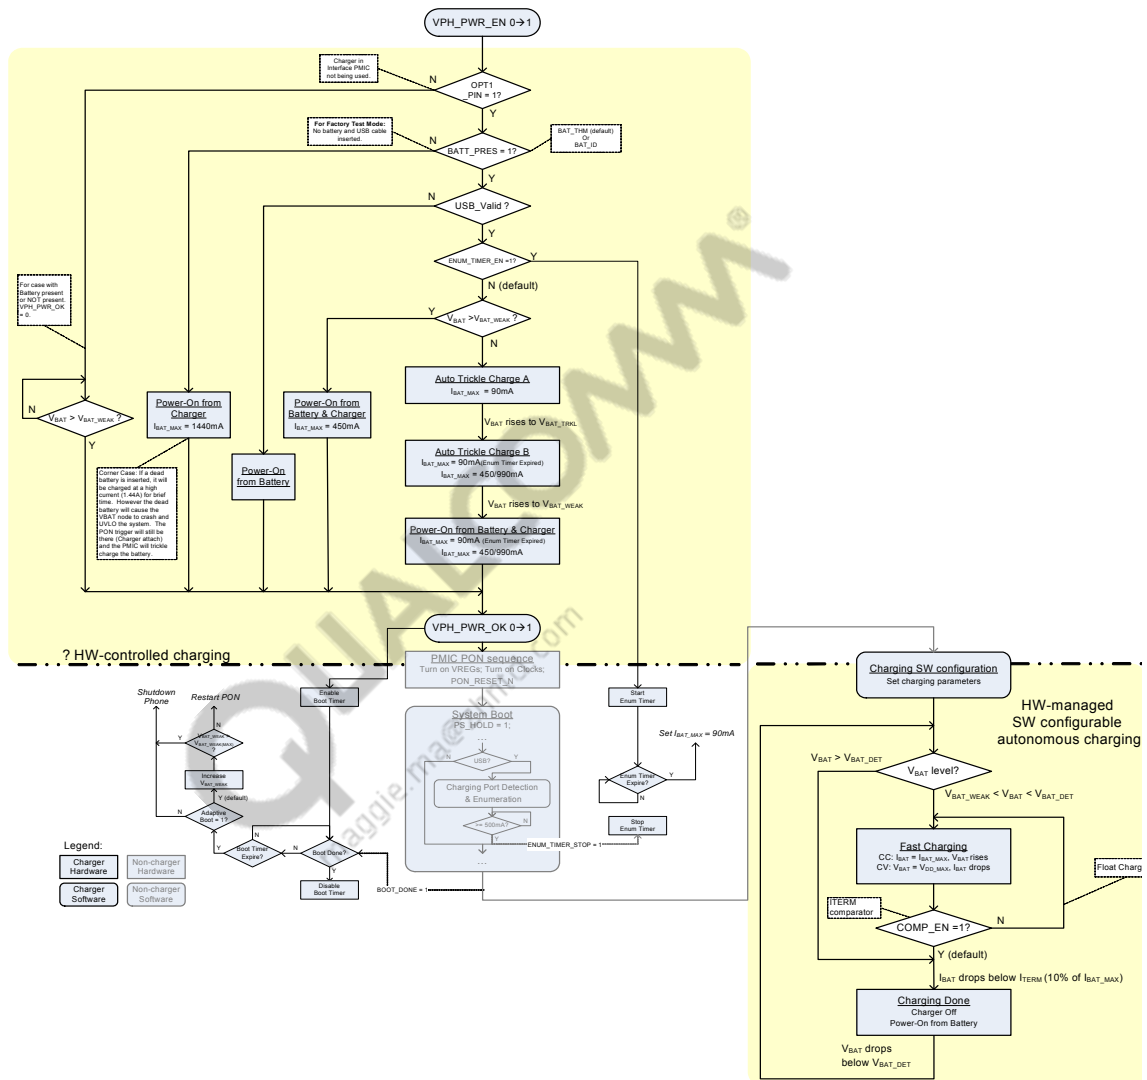 VPH_PWR_EN 0→1
Charger in
Interface PMIC
not being used.
N
OPT1
_PIN = 1?
Y
For Factory Test Mode:
No battery and USB cable
inserted.
N
BATT_PRES = 1?
BAT_THM (default)
Or
BAT_ID
Y
N
USB_Valid ?
Y
ENUM_TIMER_EN =1?
Y
N (default)
For case with
Battery present
or NOT present.
VPH_PWR_OK
= 0.
Y
VBAT >VBAT_WEAK ?
N
Auto Trickle Charge A
IBAT_MAX = 90mA
VBAT rises to VBAT_TRKL
Auto Trickle Charge B
IBAT_MAX = 90mA (Enum Timer Expired)
IBAT_MAX = 450/990mA
VBAT rises to VBAT_WEAK
Power-On from Battery & Charger
IBAT_MAX = 90mA (Enum Timer Expired)
IBAT_MAX = 450/990mA
N
VBAT > VBAT_WEAK ?
Y
Power-On from
Charger
IBAT_MAX = 1440mA
Power-On from
Battery & Charger
IBAT_MAX = 450mA
Power-On
from Battery
Corner Case: If a dead
battery is inserted, it will
be charged at a high
current (1.44A) for brief
time. However the dead
battery will cause the
VBAT node to crash and
UVLO the system. The
PON trigger will still be
there (Charger attach)
and the PMIC will trickle
charge the battery.
VPH_PWR_OK 0→1
? HW-controlled charging
PMIC PON sequence
Turn on VREGs; Turn on Clocks;
PON_RESET_N
Shutdown
Phone
Restart PON
Enable
Boot Timer
N
VBAT_WEAK =
VBAT_WEAK(MAX)
?
Y
Increase
VBAT_WEAK
Y (default)
N
Adaptive
Boot = 1?
Y
Boot Timer
Expire?
N
N
Boot Done?
Y
Disable
Boot Timer
BOOT_DONE = 1
System Boot
PS_HOLD = 1;
...
N
USB?
Y
Charging Port Detection
& Enumeration
>= 500mA?
N
Y
...
ENUM_TIMER_STOP = 1
Start
Enum Timer
Set IBAT_MAX = 90mA
Enum Timer
Expire?
Y
N
Stop
Enum Timer
Legend:
Charger
Hardware
Non-charger
Hardware
Charger
Software
Non-charger
Software
Charging SW configuration
Set charging parameters
HW-managed
SW configurable
autonomous charging
VBAT > VBAT_DET
VBAT level?
VBAT_WEAK < VBAT < VBAT_DET
Fast Charging
CC: IBAT = IBAT_MAX, VBAT rises
CV: VBAT = VDD_MAX, IBAT drops
Float Charg
ITERM
comparator
COMP_EN =1?
N
Y (default)
IBAT drops below ITERM (10% of IBAT_MAX)
Charging Done
Charger Off
Power-On from Battery
VBAT drops
below VBAT_DET
QUALCOMM®